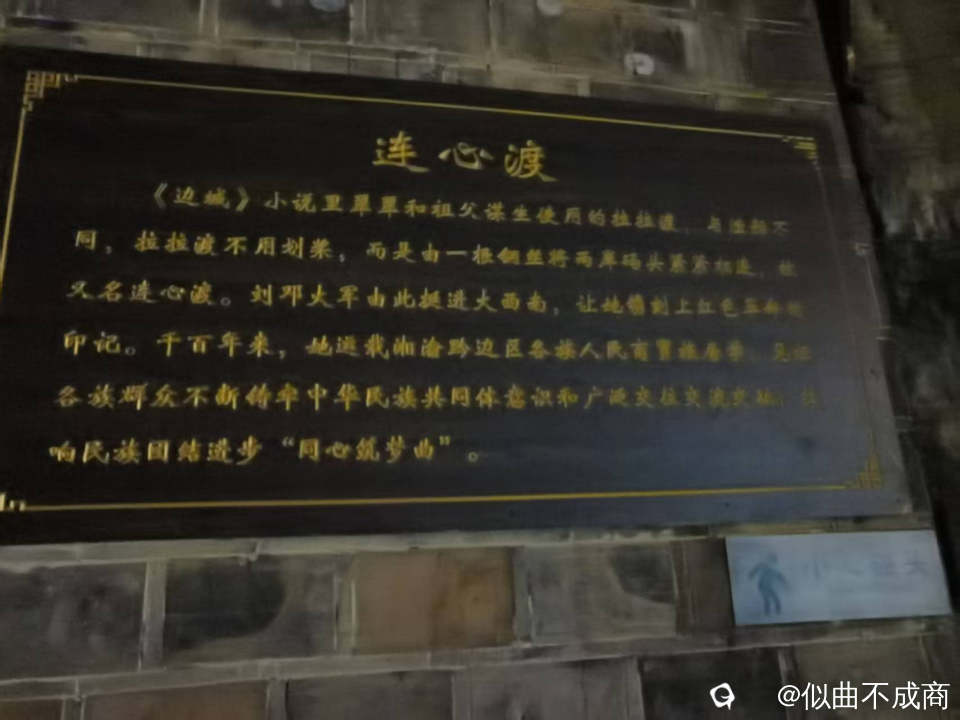 连心渡
《边城》小说里翠翠和祖父谋生使用的拉拉渡，与渡船不
同，拉拉渡不用划桨，而是由一根钢丝将两岸码头紧紧相连，故
又名连心渡。刘邓大军由此挺进大西南，让她镌刻上红色
印记。千百年来，她运载湘渝黔边区各族人民商贾旅客等，见证
各族群众不断铸牢中华民族共同体意识和广泛交往交流交融，
响民族团结进步“同心筑梦曲”。
小心
@似曲不成商